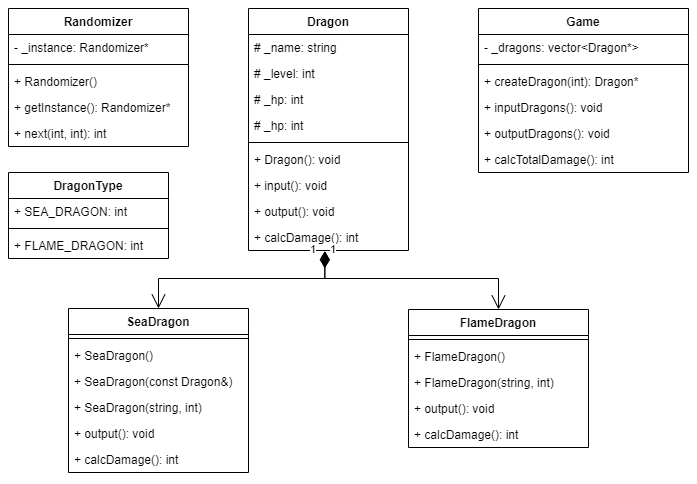 Randomizer
- _instance: Randomizer*
+ Randomizer()
+ getInstance(): Randomizer*
+ next(int, int): int
Dragon
# _name: string
# _level: int
# _hp: int
# _hp: int
+ Dragon(): void
+ input(): void
+ output(): void
+ calcDamage(): int
Game
- _dragons: vector<Dragon*>
+ createDragon(int): Dragon*
+ inputDragons(): void
+ outputDragons(): void
+ calcTotalDamage(): int
DragonType
+ SEA_DRAGON: int
+ FLAME_DRAGON: int
1 1
SeaDragon
+ SeaDragon()
+ SeaDragon(const Dragon&)
+ SeaDragon(string, int)
+ output(): void
+ calcDamage(): int
FlameDragon
+ FlameDragon()
+ FlameDragon(string, int)
+ output(): void
+ calcDamage(): int